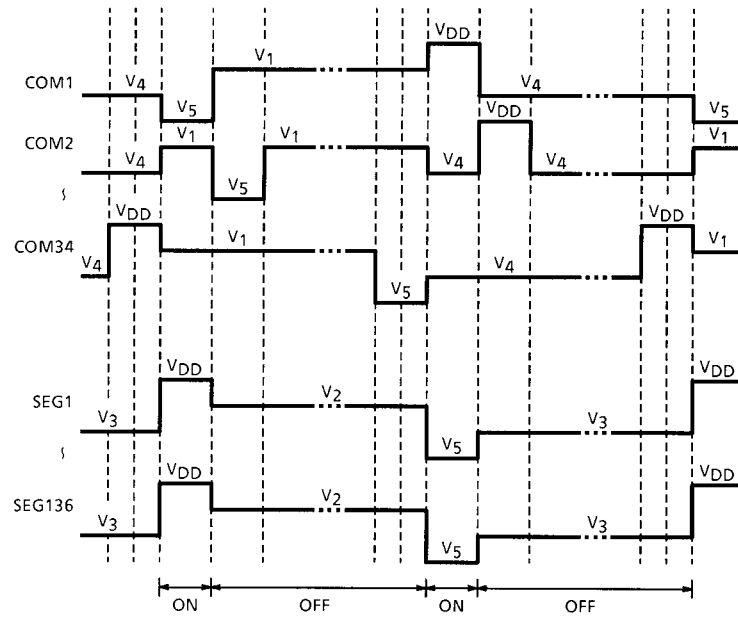 VDD
V1
COM1 V4 V4
V5 VDD V5
COM2 V1 V1 V1
V4 V4 V4
V5
VDD VDD
COM34 V1 V1
V4 V4
V5
VDD VDD
SEG1 V2
V3 V3
V5
VDD VDD
SEG136 V2
V3 V3
V5
ON OFF ON OFF